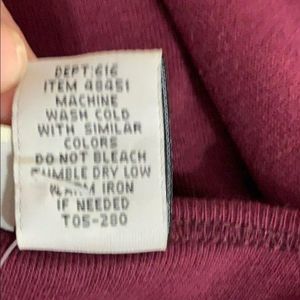 DEPT:616
ITEM 48451
MACHINE
WASH COLD
WITH SIMILAR
COLORS
DO NOT BLEACH
TUMBLE DRY LOW
WARM IRON
IF NEEDED
TOS-280